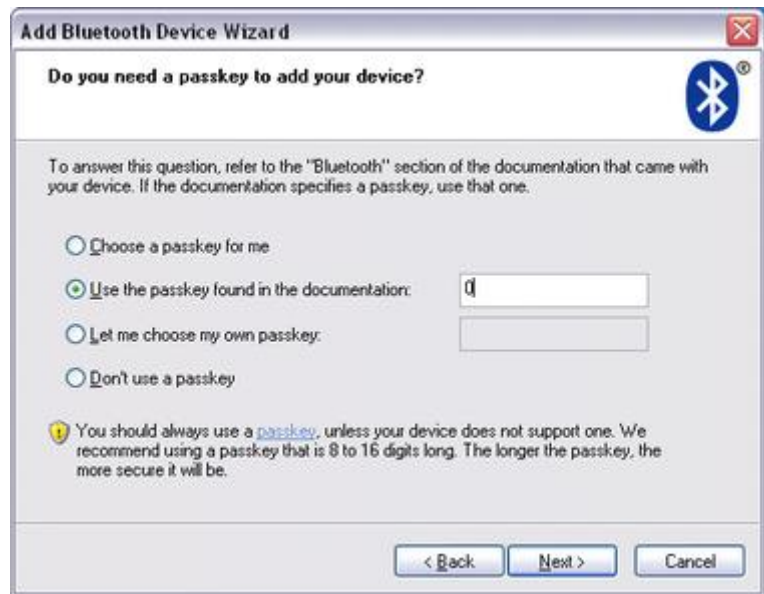 Add Bluetooth Device Wizard
Do you need a passkey to add your device?
®
To answer this question, refer to the "Bluetooth" section of the documentation that came with
your device. If the documentation specifies a passkey, use that one.
Choose a passkey for me
Use the passkey found in the documentation: 0
Let me choose my own passkey:
Don't use a passkey
You should always use a passkey, unless your device does not support one. We
recommend using a passkey that is 8 to 16 digits long. The longer the passkey, the
more secure it will be.
< Back Next > Cancel